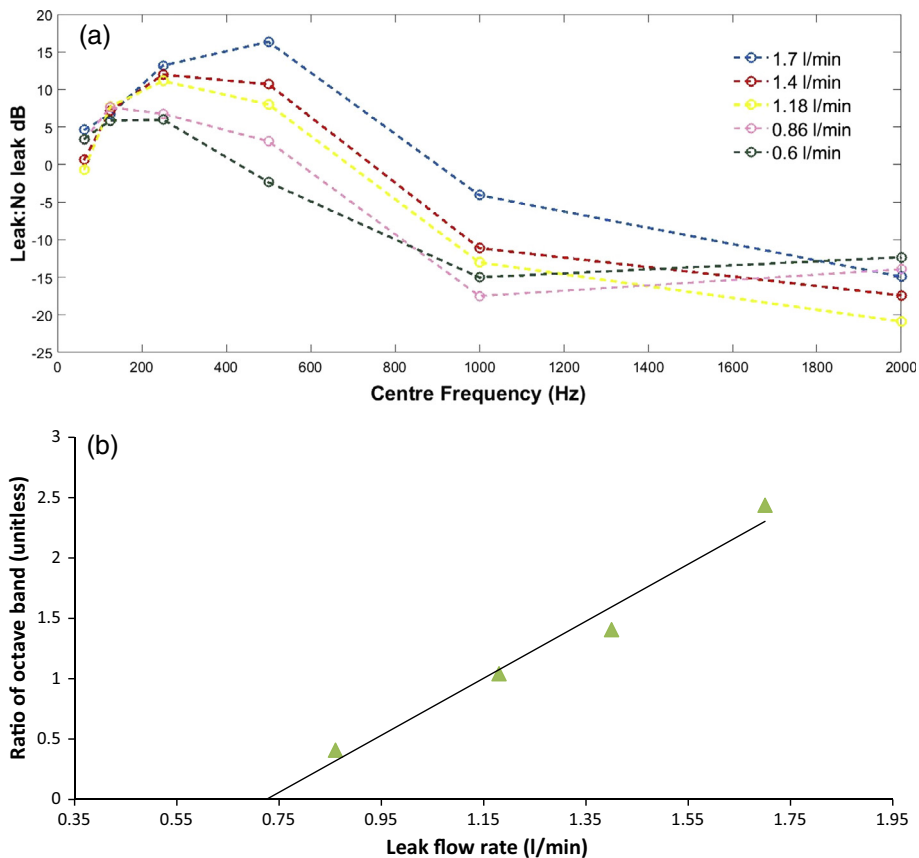 (a)
20
15
10
5
0
-5
-10
-15
-20
-25
Leak:No leak dB
1.7 l/min
1.4 l/min
1.18 l/min
0.86 l/min
0.6 l/min
0 200 400 600 800 1000 1200 1400 1600 1800 2000
Centre Frequency (Hz)
(b)
3
2.5
2
1.5
1
0.5
0
Ratio of octave band (unitless)
0.35 0.55 0.75 0.95 1.15 1.35 1.55 1.75 1.95
Leak flow rate (l/min)